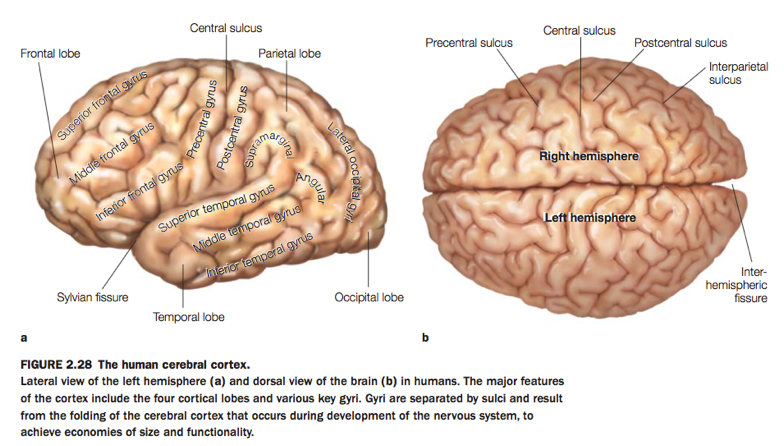 Central sulcus
Frontal lobe
Parietal lobe
Superior frontal gyrus
Middle frontal gyrus
Inferior frontal gyrus
Precentral gyrus
Postcentral gyrus
Supramarginal
Angular
Lateral occipital gyri
Superior temporal gyrus
Middle temporal gyrus
Inferior temporal gyrus
Sylvian fissure
Temporal lobe
Occipital lobe
a
Central sulcus
Precentral sulcus
Postcentral sulcus
Interparietal
sulcus
Right hemisphere
Left hemisphere
Inter-
hemispheric
fissure
b
FIGURE 2.28 The human cerebral cortex.
Lateral view of the left hemisphere (a) and dorsal view of the brain (b) in humans. The major features
of the cortex include the four cortical lobes and various key gyri. Gyri are separated by sulci and result
from the folding of the cerebral cortex that occurs during development of the nervous system, to
achieve economies of size and functionality.